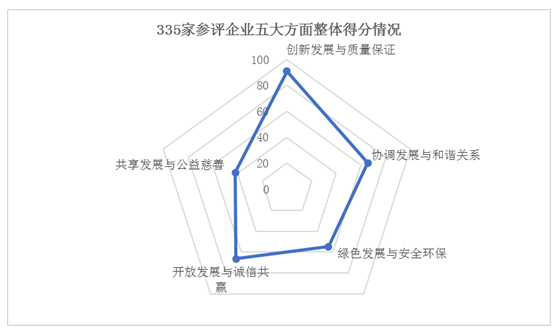 335家参评企业五大方面整体得分情况
创新发展与质量保证
100
80
60
40
20
0
协调发展与和谐关系
共享发展与公益慈善
绿色发展与安全环保
开放发展与诚信共
赢